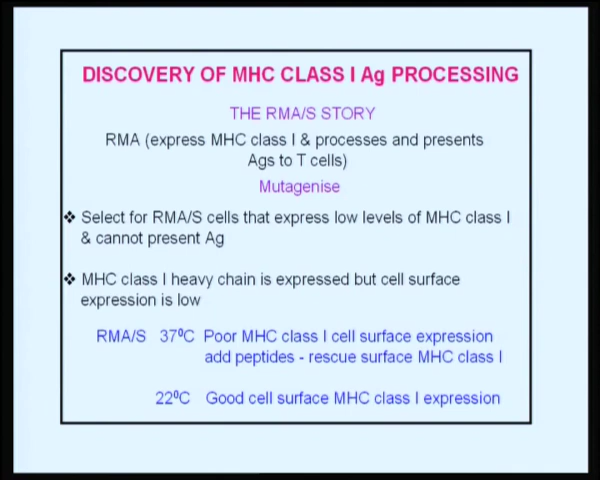 DISCOVERY OF MHC CLASS I Ag PROCESSING
THE RMA/S STORY
RMA (express MHC class I & processes and presents
Ags to T cells)
Mutagenise
❖ Select for RMA/S cells that express low levels of MHC class I
& cannot present Ag
❖ MHC class I heavy chain is expressed but cell surface
expression is low
RMA/S 37⁰C Poor MHC class I cell surface expression
add peptides - rescue surface MHC class I
22⁰C Good cell surface MHC class I expression